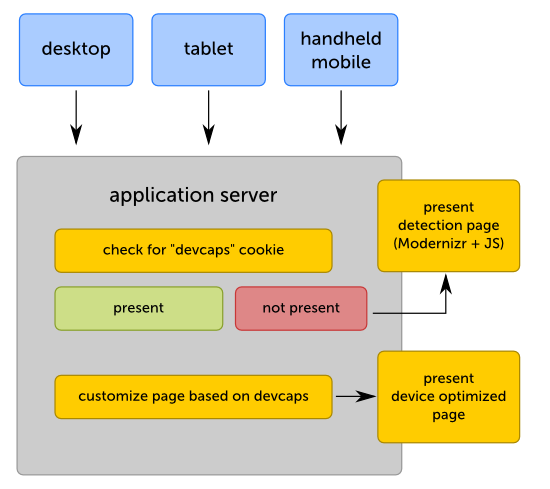 desktop
tablet
handheld
mobile
application server
check for "devcaps" cookie
present
not present
customize page based on devcaps
present
detection page
(Modernizr + JS)
present
device optimized
page